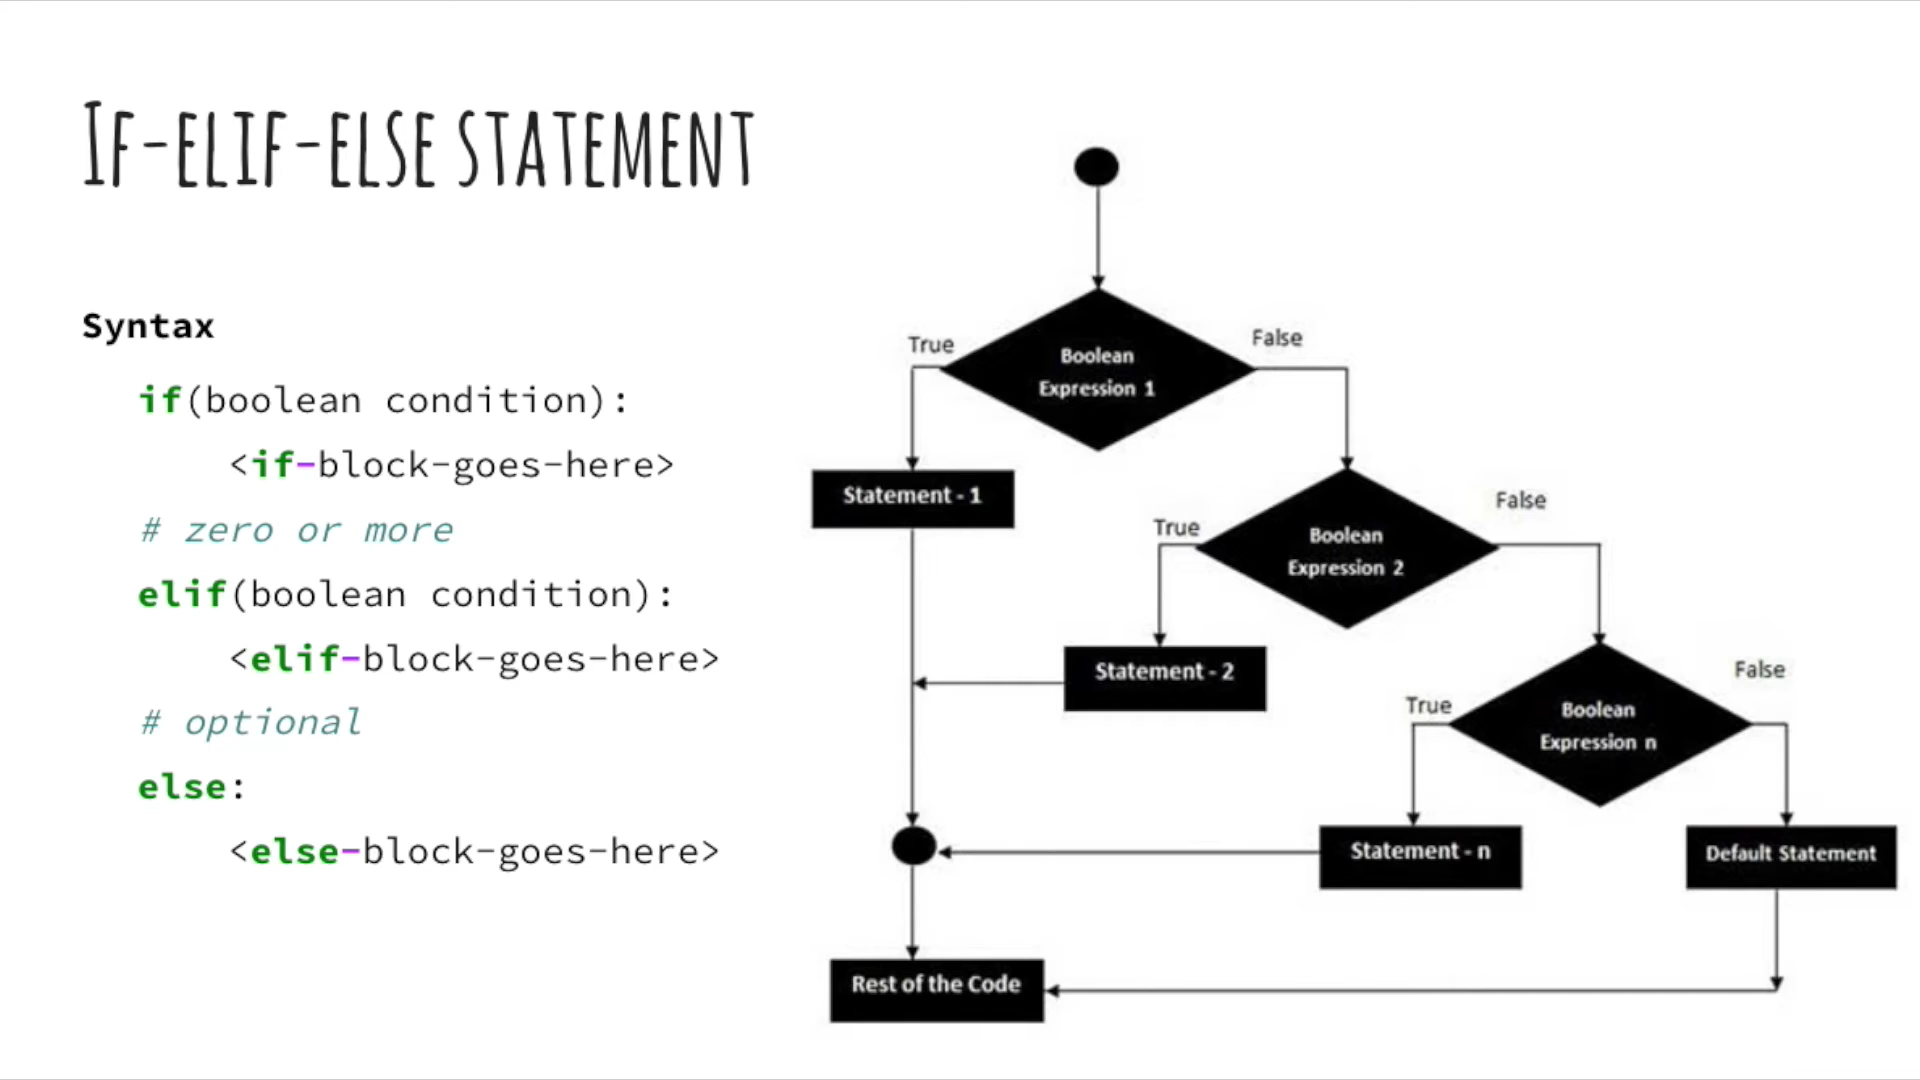 If-elif-else statement
Syntax
if(boolean condition):
<if-block-goes-here>
# zero or more
elif(boolean condition):
<elif-block-goes-here>
# optional
else:
<else-block-goes-here>
True
False
Boolean
Expression 1
Statement - 1
True
False
Boolean
Expression 2
Statement - 2
True
False
Boolean
Expression n
Statement - n
Default Statement
Rest of the Code